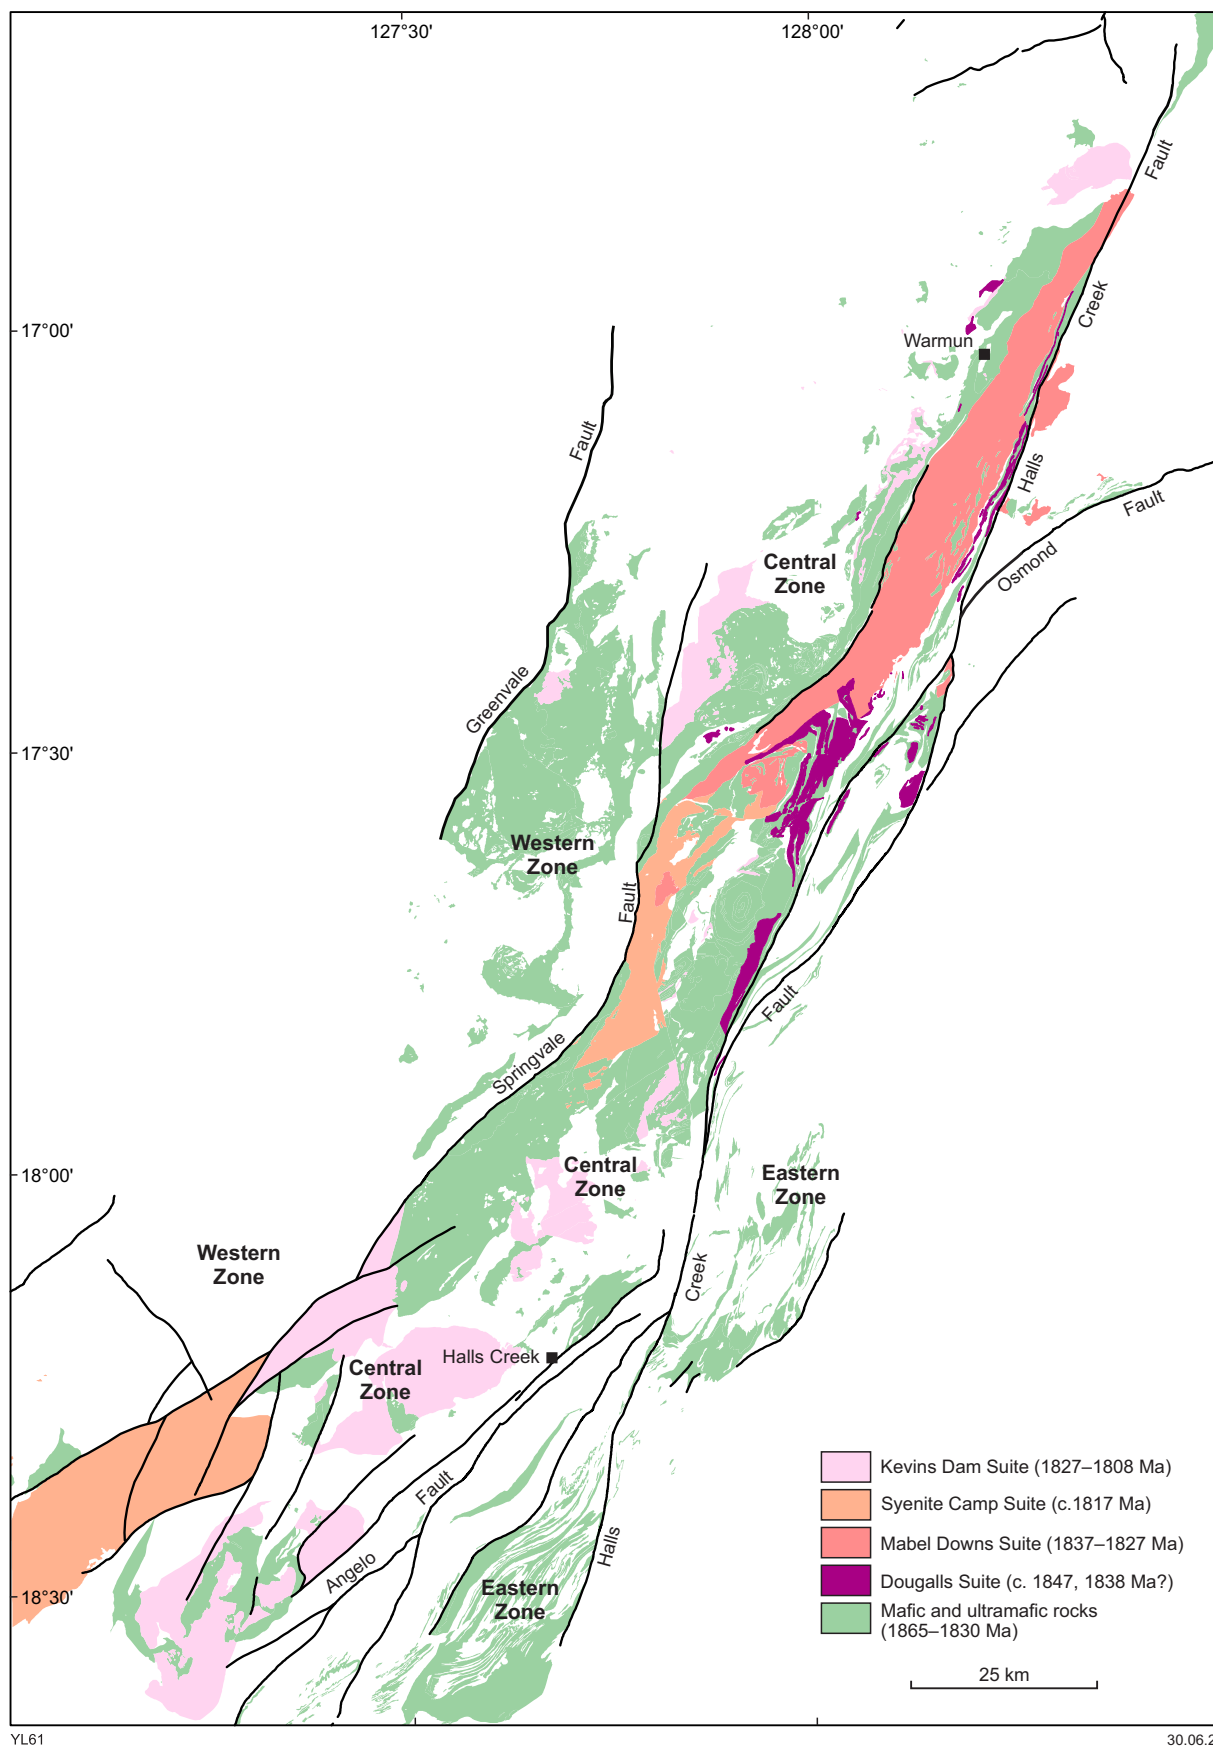 127°30'
128°00'
Fault
Creek
17°00'
Warmun
Fault
Halls
Fault
Osmond
Central
Zone
Greenvale
17°30'
Western
Zone
Fault
Fault
Springvale
18°00'
Central
Zone
Eastern
Zone
Western
Zone
Creek
Halls Creek
Central
Zone
Fault
Angelo
Halls
18°30'
Eastern
Zone
Kevins Dam Suite (1827–1808 Ma)
Syenite Camp Suite (c.1817 Ma)
Mabel Downs Suite (1837–1827 Ma)
Dougalls Suite (c. 1847, 1838 Ma?)
Mafic and ultramafic rocks
(1865–1830 Ma)
25 km
YL61
30.06.2